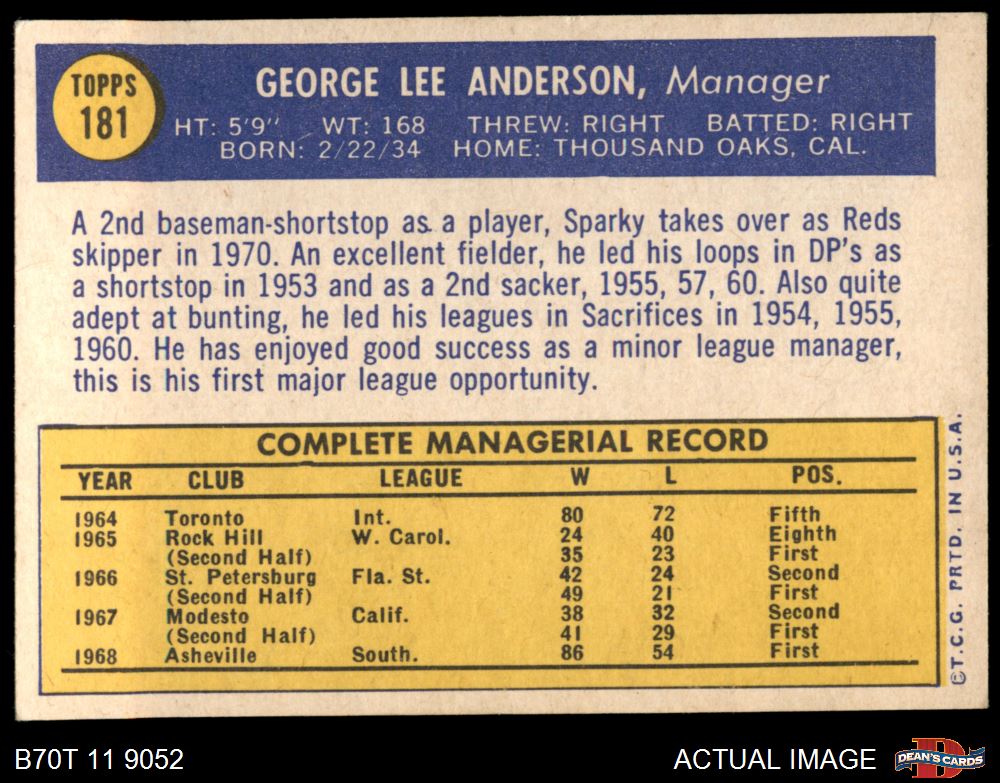 TOPPS
181
GEORGE LEE ANDERSON, Manager
HT: 5'9" WT: 168 THREW: RIGHT BATTED: RIGHT
BORN: 2/22/34 HOME: THOUSAND OAKS, CAL.
A 2nd baseman-shortstop as a player, Sparky takes over as Reds
skipper in 1970. An excellent fielder, he led his loops in DP's as
a shortstop in 1953 and as a 2nd sacker, 1955, 57, 60. Also quite
adept at bunting, he led his leagues in Sacrifices in 1954, 1955,
1960. He has enjoyed good success as a minor league manager,
this is his first major league opportunity.
COMPLETE MANAGERIAL RECORD
YEAR CLUB LEAGUE W L POS.
1964 Toronto Int. 80 72 Fifth
1965 Rock Hill W. Carol. 24 40 Eighth
(Second Half) 35 23 First
1966 St. Petersburg Fla. St. 42 24 Second
(Second Half) 49 21 First
1967 Modesto Calif. 38 32 Second
(Second Half) 41 29 First
1968 Asheville South. 86 54 First
©T.C.G. PRTD. IN U.S.A.
B70T 11 9052
ACTUAL IMAGE
D
DEAN'S CARDS